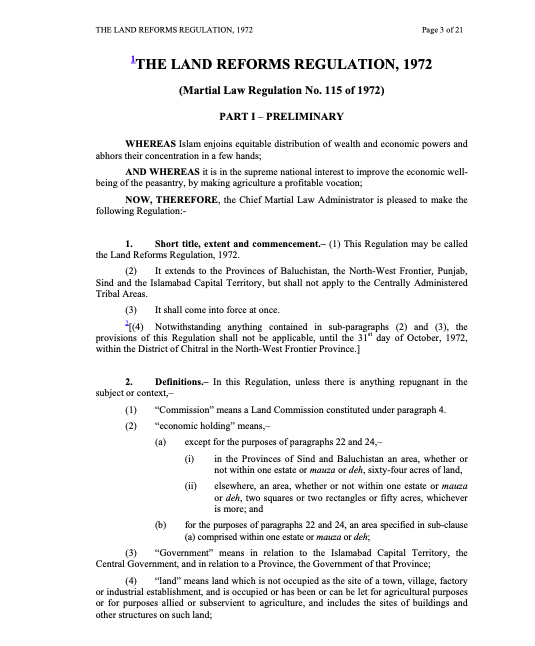 THE LAND REFORMS REGULATION, 1972 Page 3 of 21
1THE LAND REFORMS REGULATION, 1972
(Martial Law Regulation No. 115 of 1972)
PART I – PRELIMINARY
WHEREAS Islam enjoins equitable distribution of wealth and economic powers and
abhors their concentration in a few hands;
AND WHEREAS it is in the supreme national interest to improve the economic well-
being of the peasantry, by making agriculture a profitable vocation;
NOW, THEREFORE, the Chief Martial Law Administrator is pleased to make the
following Regulation:-
1. Short title, extent and commencement.– (1) This Regulation may be called
the Land Reforms Regulation, 1972.
(2) It extends to the Provinces of Baluchistan, the North-West Frontier, Punjab,
Sind and the Islamabad Capital Territory, but shall not apply to the Centrally Administered
Tribal Areas.
(3) It shall come into force at once.
2[(4) Notwithstanding anything contained in sub-paragraphs (2) and (3), the
provisions of this Regulation shall not be applicable, until the 31st day of October, 1972,
within the District of Chitral in the North-West Frontier Province.]
2. Definitions.– In this Regulation, unless there is anything repugnant in the
subject or context,–
(1) “Commission” means a Land Commission constituted under paragraph 4.
(2) “economic holding” means,–
(a) except for the purposes of paragraphs 22 and 24,–
(i) in the Provinces of Sind and Baluchistan an area, whether or
not within one estate or mauza or deh, sixty-four acres of land,
(ii) elsewhere, an area, whether or not within one estate or mauza
or deh, two squares or two rectangles or fifty acres, whichever
is more; and
(b) for the purposes of paragraphs 22 and 24, an area specified in sub-clause
(a) comprised within one estate or mauza or deh;
(3) “Government” means in relation to the Islamabad Capital Territory, the
Central Government, and in relation to a Province, the Government of that Province;
(4) “land” means land which is not occupied as the site of a town, village, factory
or industrial establishment, and is occupied or has been or can be let for agricultural purposes
or for purposes allied or subservient to agriculture, and includes the sites of buildings and
other structures on such land;